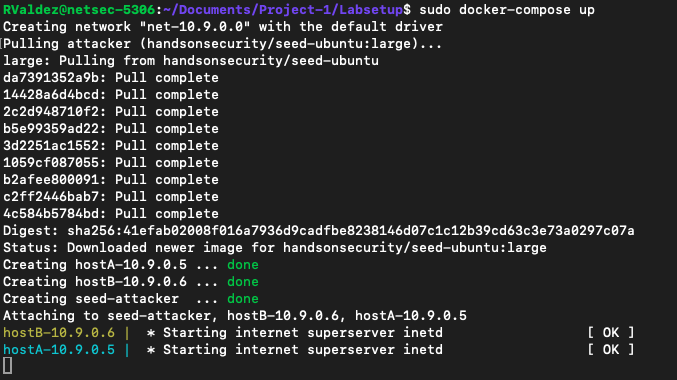 RValdez@netsec-5306:~/Documents/Project-1/Labsetup$ sudo docker-compose up
Creating network "net-10.9.0.0" with the default driver
Pulling attacker (handsonsecurity/seed-ubuntu:large)...
large: Pulling from handsonsecurity/seed-ubuntu
da7391352a9b: Pull complete
14428a6d4bcd: Pull complete
2c2d948710f2: Pull complete
b5e99359ad22: Pull complete
3d2251ac1552: Pull complete
1059cf087055: Pull complete
b2afee800091: Pull complete
c2ff2446bab7: Pull complete
4c584b5784bd: Pull complete
Digest: sha256:41efab02008f016a7936d9cadfbe8238146d07c1c12b39cd63c3e73a0297c07a
Status: Downloaded newer image for handsonsecurity/seed-ubuntu:large
Creating hostA-10.9.0.5 ... done
Creating hostB-10.9.0.6 ... done
Creating seed-attacker  ... done
Attaching to seed-attacker, hostB-10.9.0.6, hostA-10.9.0.5
hostB-10.9.0.6 |  * Starting internet superserver inetd [ OK ]
hostA-10.9.0.5 |  * Starting internet superserver inetd [ OK ]